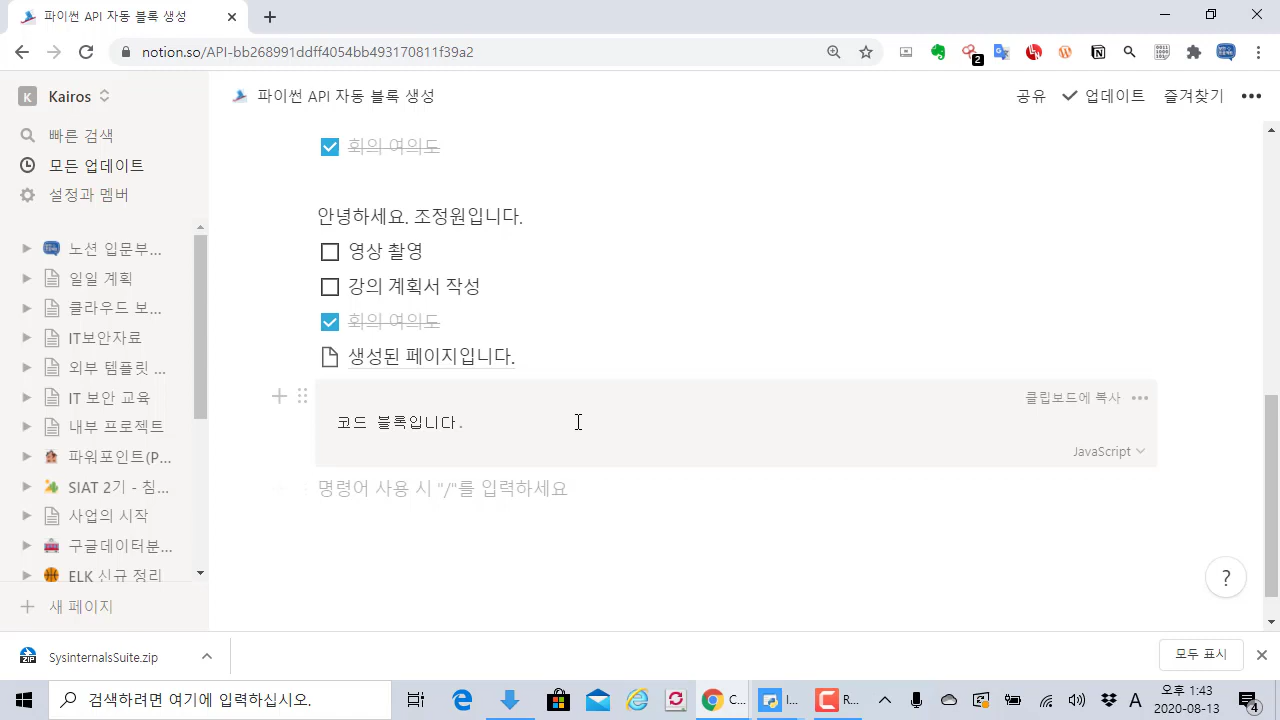 파이썬 API 자동 블록 생성
notion.so/API-bb268991ddff4054bb493170811f39a2
2
K Kairos
파이썬 API 자동 블록 생성
공유 업데이트 즐겨찾기
빠른 검색
모든 업데이트
설정과 멤버
노션 입문부...
일일 계획
클라우드 보...
IT보안자료
외부 템플릿 ...
IT 보안 교육
내부 프로젝트
파워포인트(P...
SIAT 2기 - 침...
사업의 시작
구글데이터분...
ELK 신규 정리
새 페이지
회의 여의도
안녕하세요. 조정원입니다.
영상 촬영
강의 계획서 작성
회의 여의도
생성된 페이지입니다.
클립보드에 복사
코드 블록입니다.
JavaScript
명령어 사용 시 "/"를 입력하세요
?
SysinternalsSuite.zip
모두 표시
검색하려면 여기에 입력하십시오.
C...
I...
R...
A
오후 1:43
2020-08-13
4